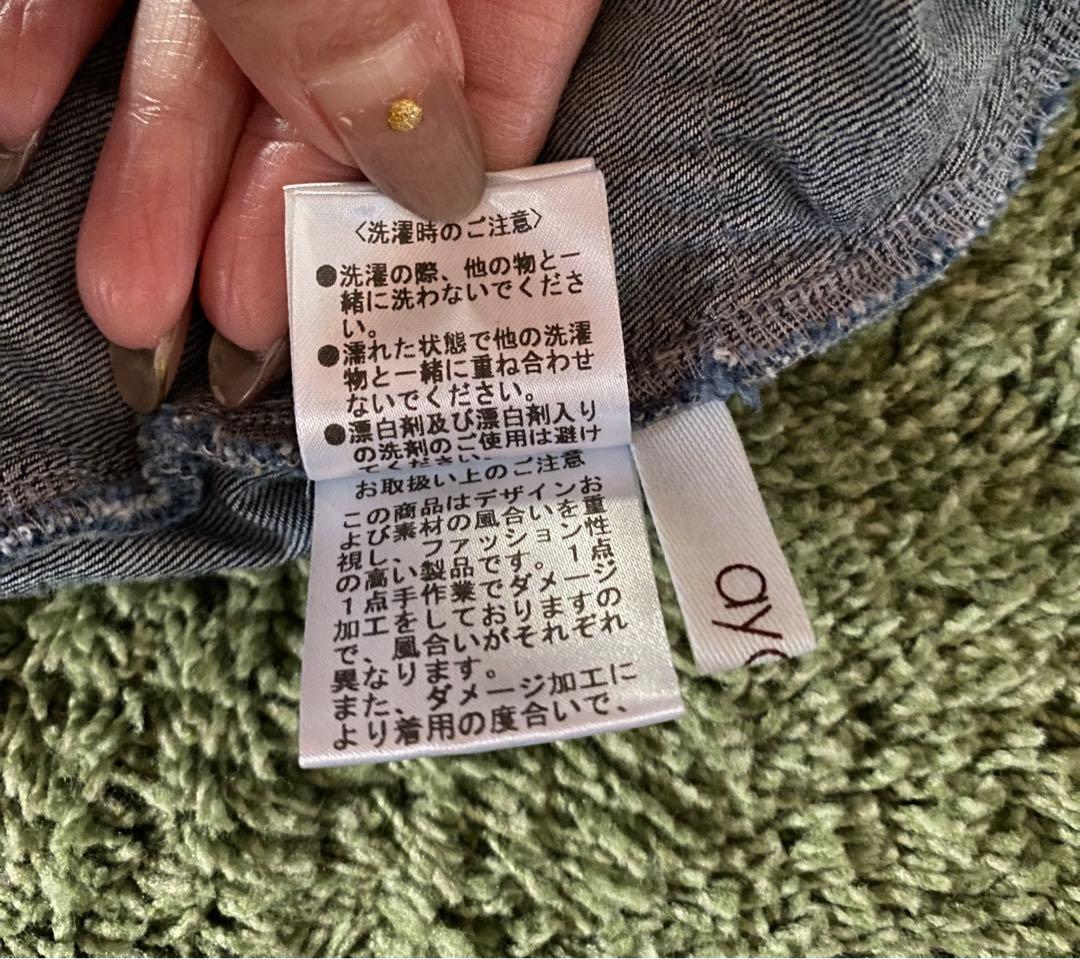 〈洗濯時のご注意〉
●洗濯の際、他の物と一
緒に洗わないでくださ
い。
●濡れた状態で他の洗濯
物と一緒に重ね合わせ
ないでください。
●漂白剤及び漂白剤入り
の洗剤のご使用は避け
てください
お取扱い上のご注意
この商品はデザインお
よび素材の風合いを重
視し、ファッション性
の高い製品です。1点
1点手作業でダメージ
加工をしておりますの
で、風合いがそれぞれ
異なります。
また、ダメージ加工に
より着用の度合いで、
ay